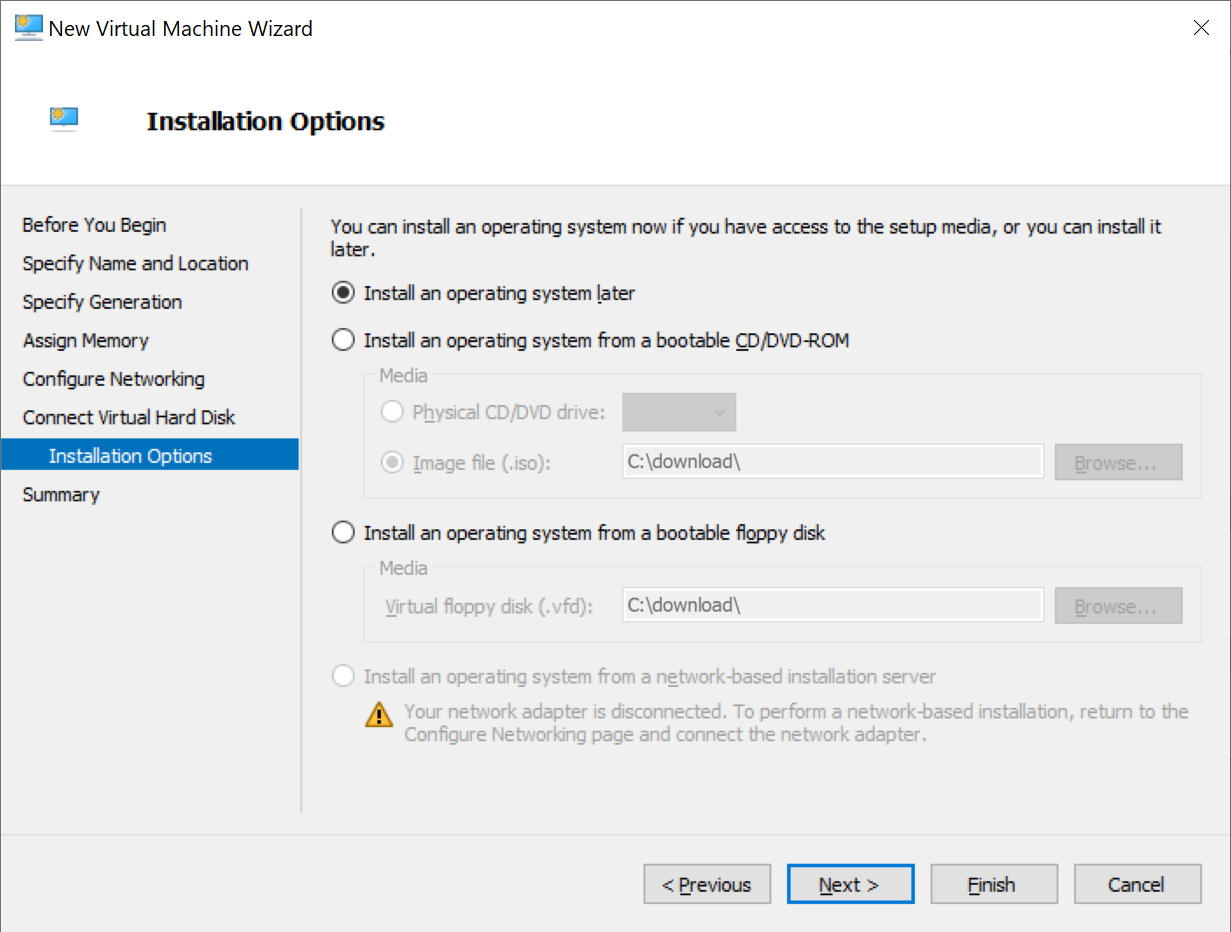 New Virtual Machine Wizard
Installation Options
Before You Begin
Specify Name and Location
Specify Generation
Assign Memory
Configure Networking
Connect Virtual Hard Disk
Installation Options
Summary
You can install an operating system now if you have access to the setup media, or you can install it
later.
Install an operating system later
Install an operating system from a bootable CD/DVD-ROM
Media
Physical CD/DVD drive:
Image file (.iso):
C:\download\
Browse...
Install an operating system from a bootable floppy disk
Media
Virtual floppy disk (.vfd):
C:\download\
Browse...
Install an operating system from a network-based installation server
Your network adapter is disconnected. To perform a network-based installation, return to the
Configure Networking page and connect the network adapter.
< Previous
Next >
Finish
Cancel